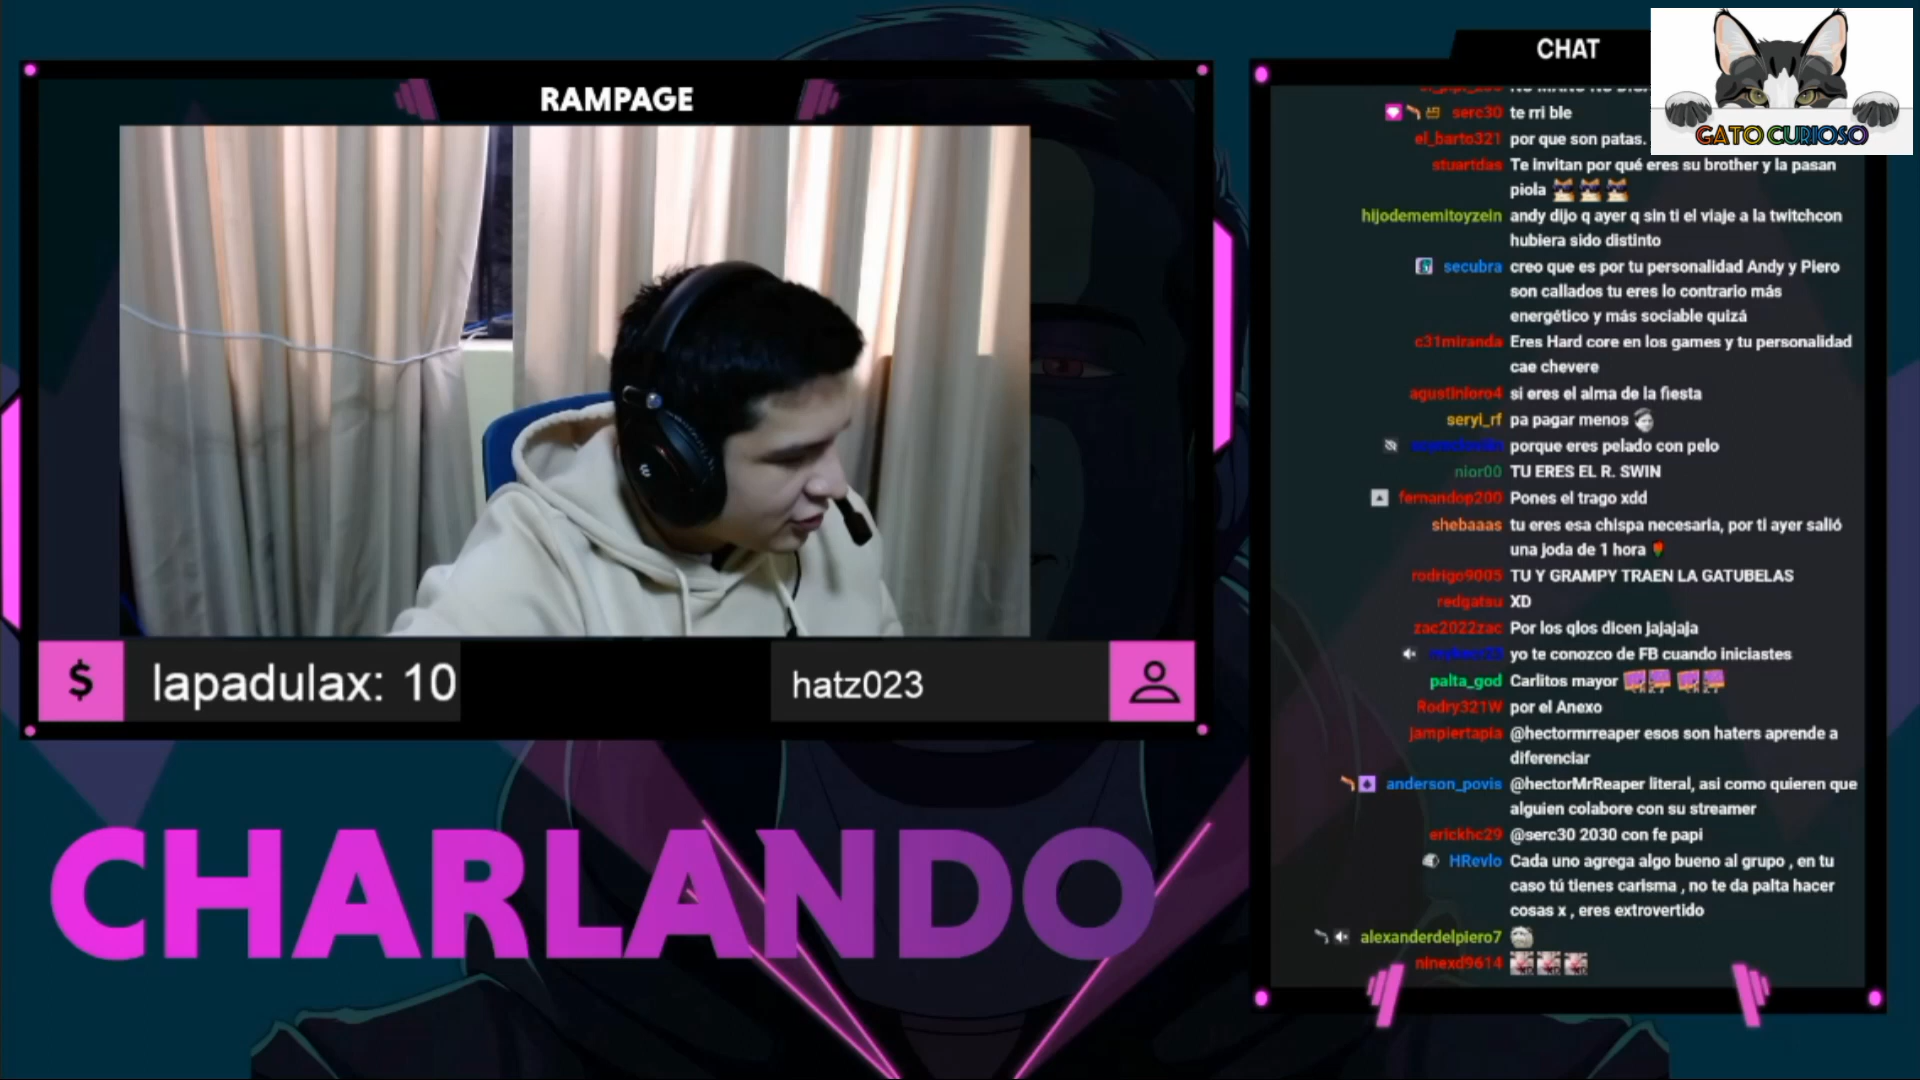 RAMPAGE
$ lapadulax: 10
hatz023
CHARLANDO
CHAT
GATO CURIOSO
serc30 te rri ble
el_barto321 por que son patas.
stuartdas Te invitan por qué eres su brother y la pasan
piola
hijodememitoyzein andy dijo q ayer q sin ti el viaje a la twitchcon
hubiera sido distinto
secubra creo que es por tu personalidad Andy y Piero
son callados tu eres lo contrario más
energético y más sociable quizá
c31miranda Eres Hard core en los games y tu personalidad
cae chevere
agustinloro4 si eres el alma de la fiesta
seryi_rf pa pagar menos
porque eres pelado con pelo
nior00 TU ERES EL R. SWIN
fernandop200 Pones el trago xdd
shebaaas tu eres esa chispa necesaria, por ti ayer salió
una joda de 1 hora
rodrigo9005 TU Y GRAMPY TRAEN LA GATUBELAS
redgatsu XD
zac2022zac Por los qlos dicen jajajaja
yo te conozco de FB cuando iniciastes
palta_god Carlitos mayor
Rodry321W por el Anexo
jampiertapia @hectormrreaper esos son haters aprende a
diferenciar
anderson_povis @hectorMrReaper literal, asi como quieren que
alguien colabore con su streamer
erickhc29 @serc30 2030 con fe papi
HRevlo Cada uno agrega algo bueno al grupo , en tu
caso tú tienes carisma , no te da palta hacer
cosas x , eres extrovertido
alexanderdelpiero7
ninexd9614